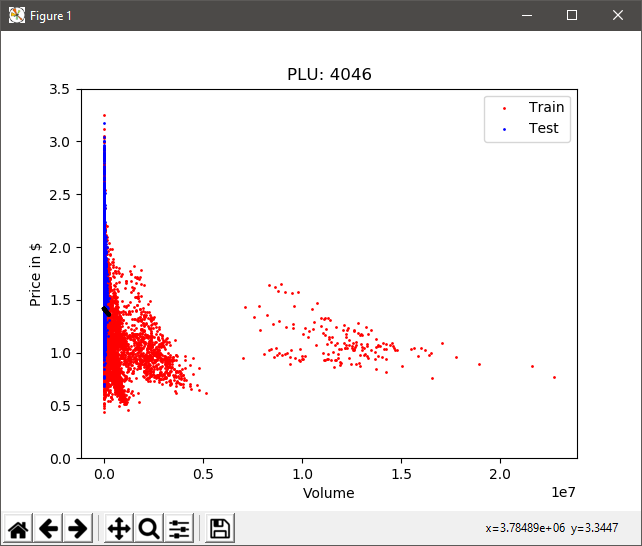 Figure 1
PLU: 4046
3.5
3.0
2.5
2.0
1.5
1.0
0.5
0.0
Price in $
Train
Test
0.0 0.5 1.0 1.5 2.0
1e7
Volume
x=3.78489e+06 y=3.3447